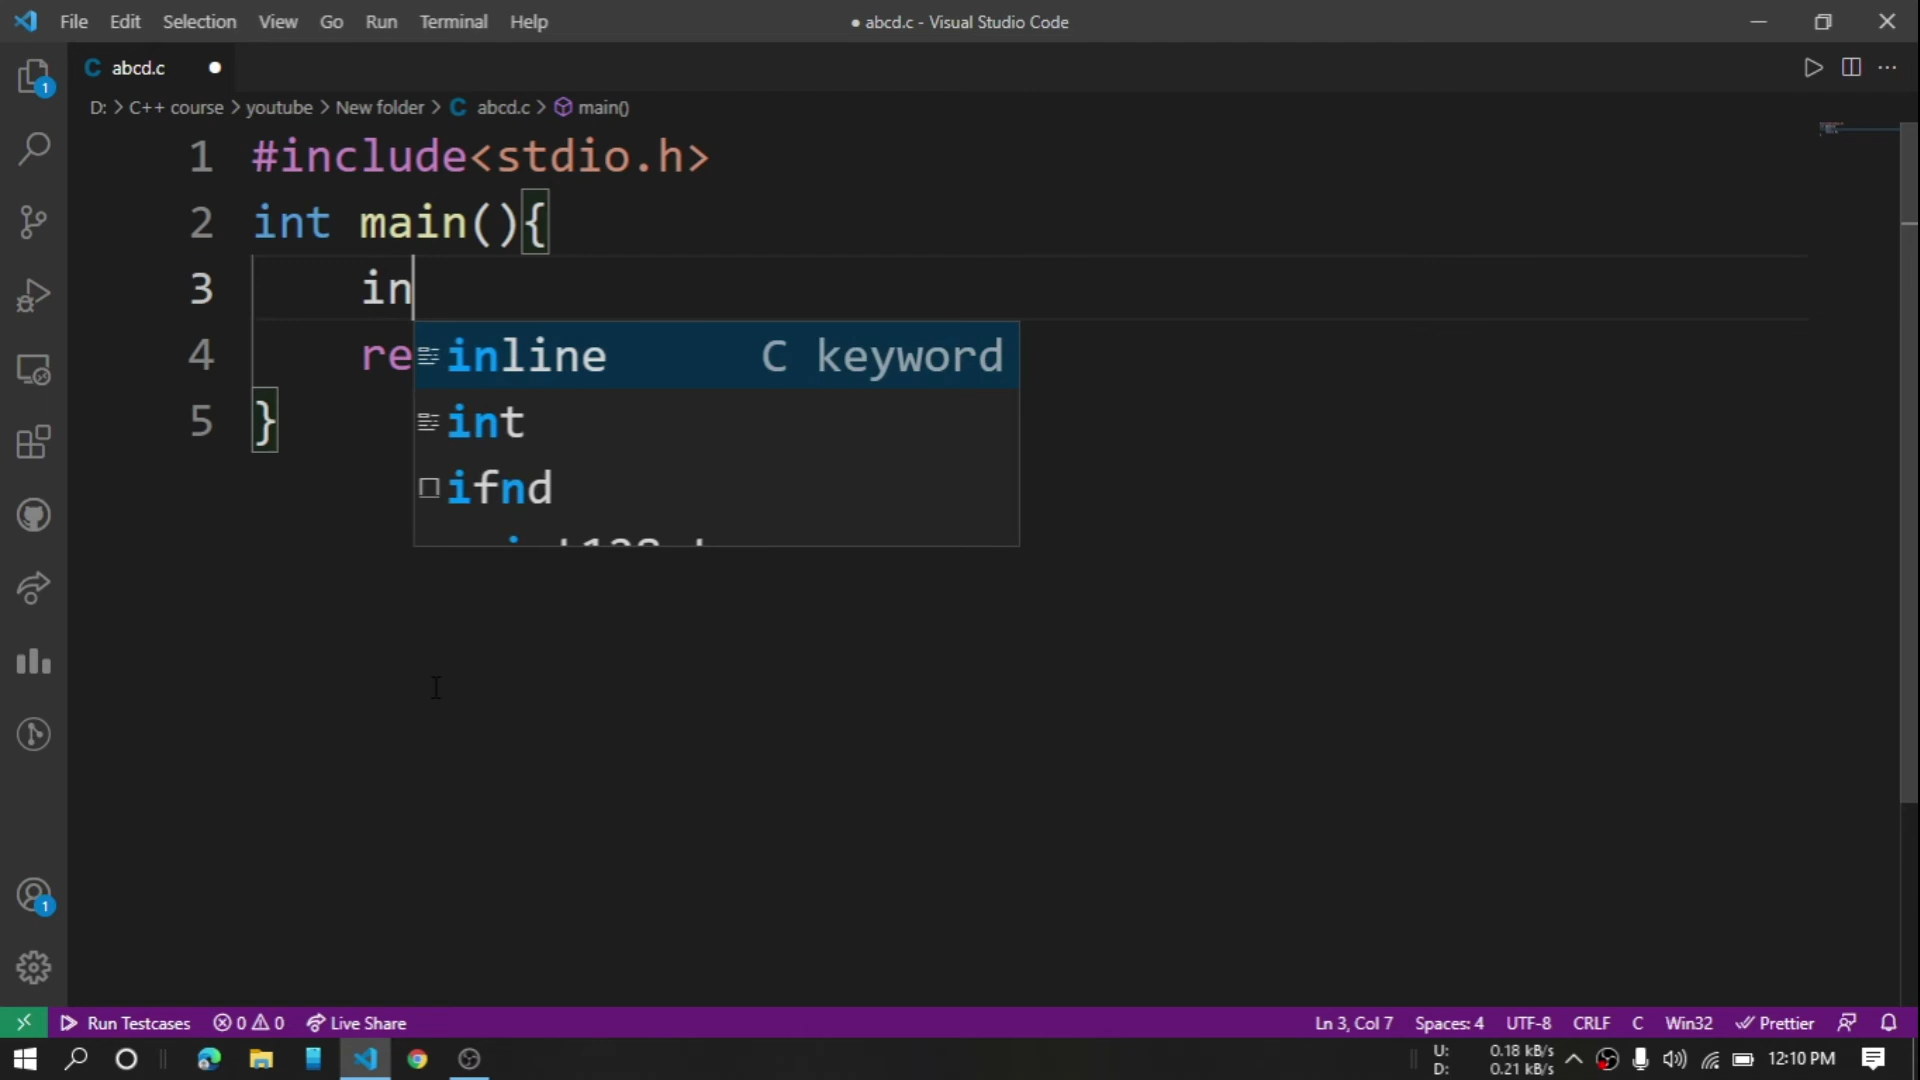 File Edit Selection View Go Run Terminal Help
● abcd.c - Visual Studio Code
C abcd.c ●
D: > C++ course > youtube > New folder > C abcd.c > main()
1 #include<stdio.h>
2 int main(){
3 in
4 re
5 }
inline C keyword
int
ifnd
1
1
Run Testcases 0 0 Live Share
Ln 3, Col 7 Spaces: 4 UTF-8 CRLF C Win32 Prettier
U: 0.18 kB/s
D: 0.21 kB/s
12:10 PM